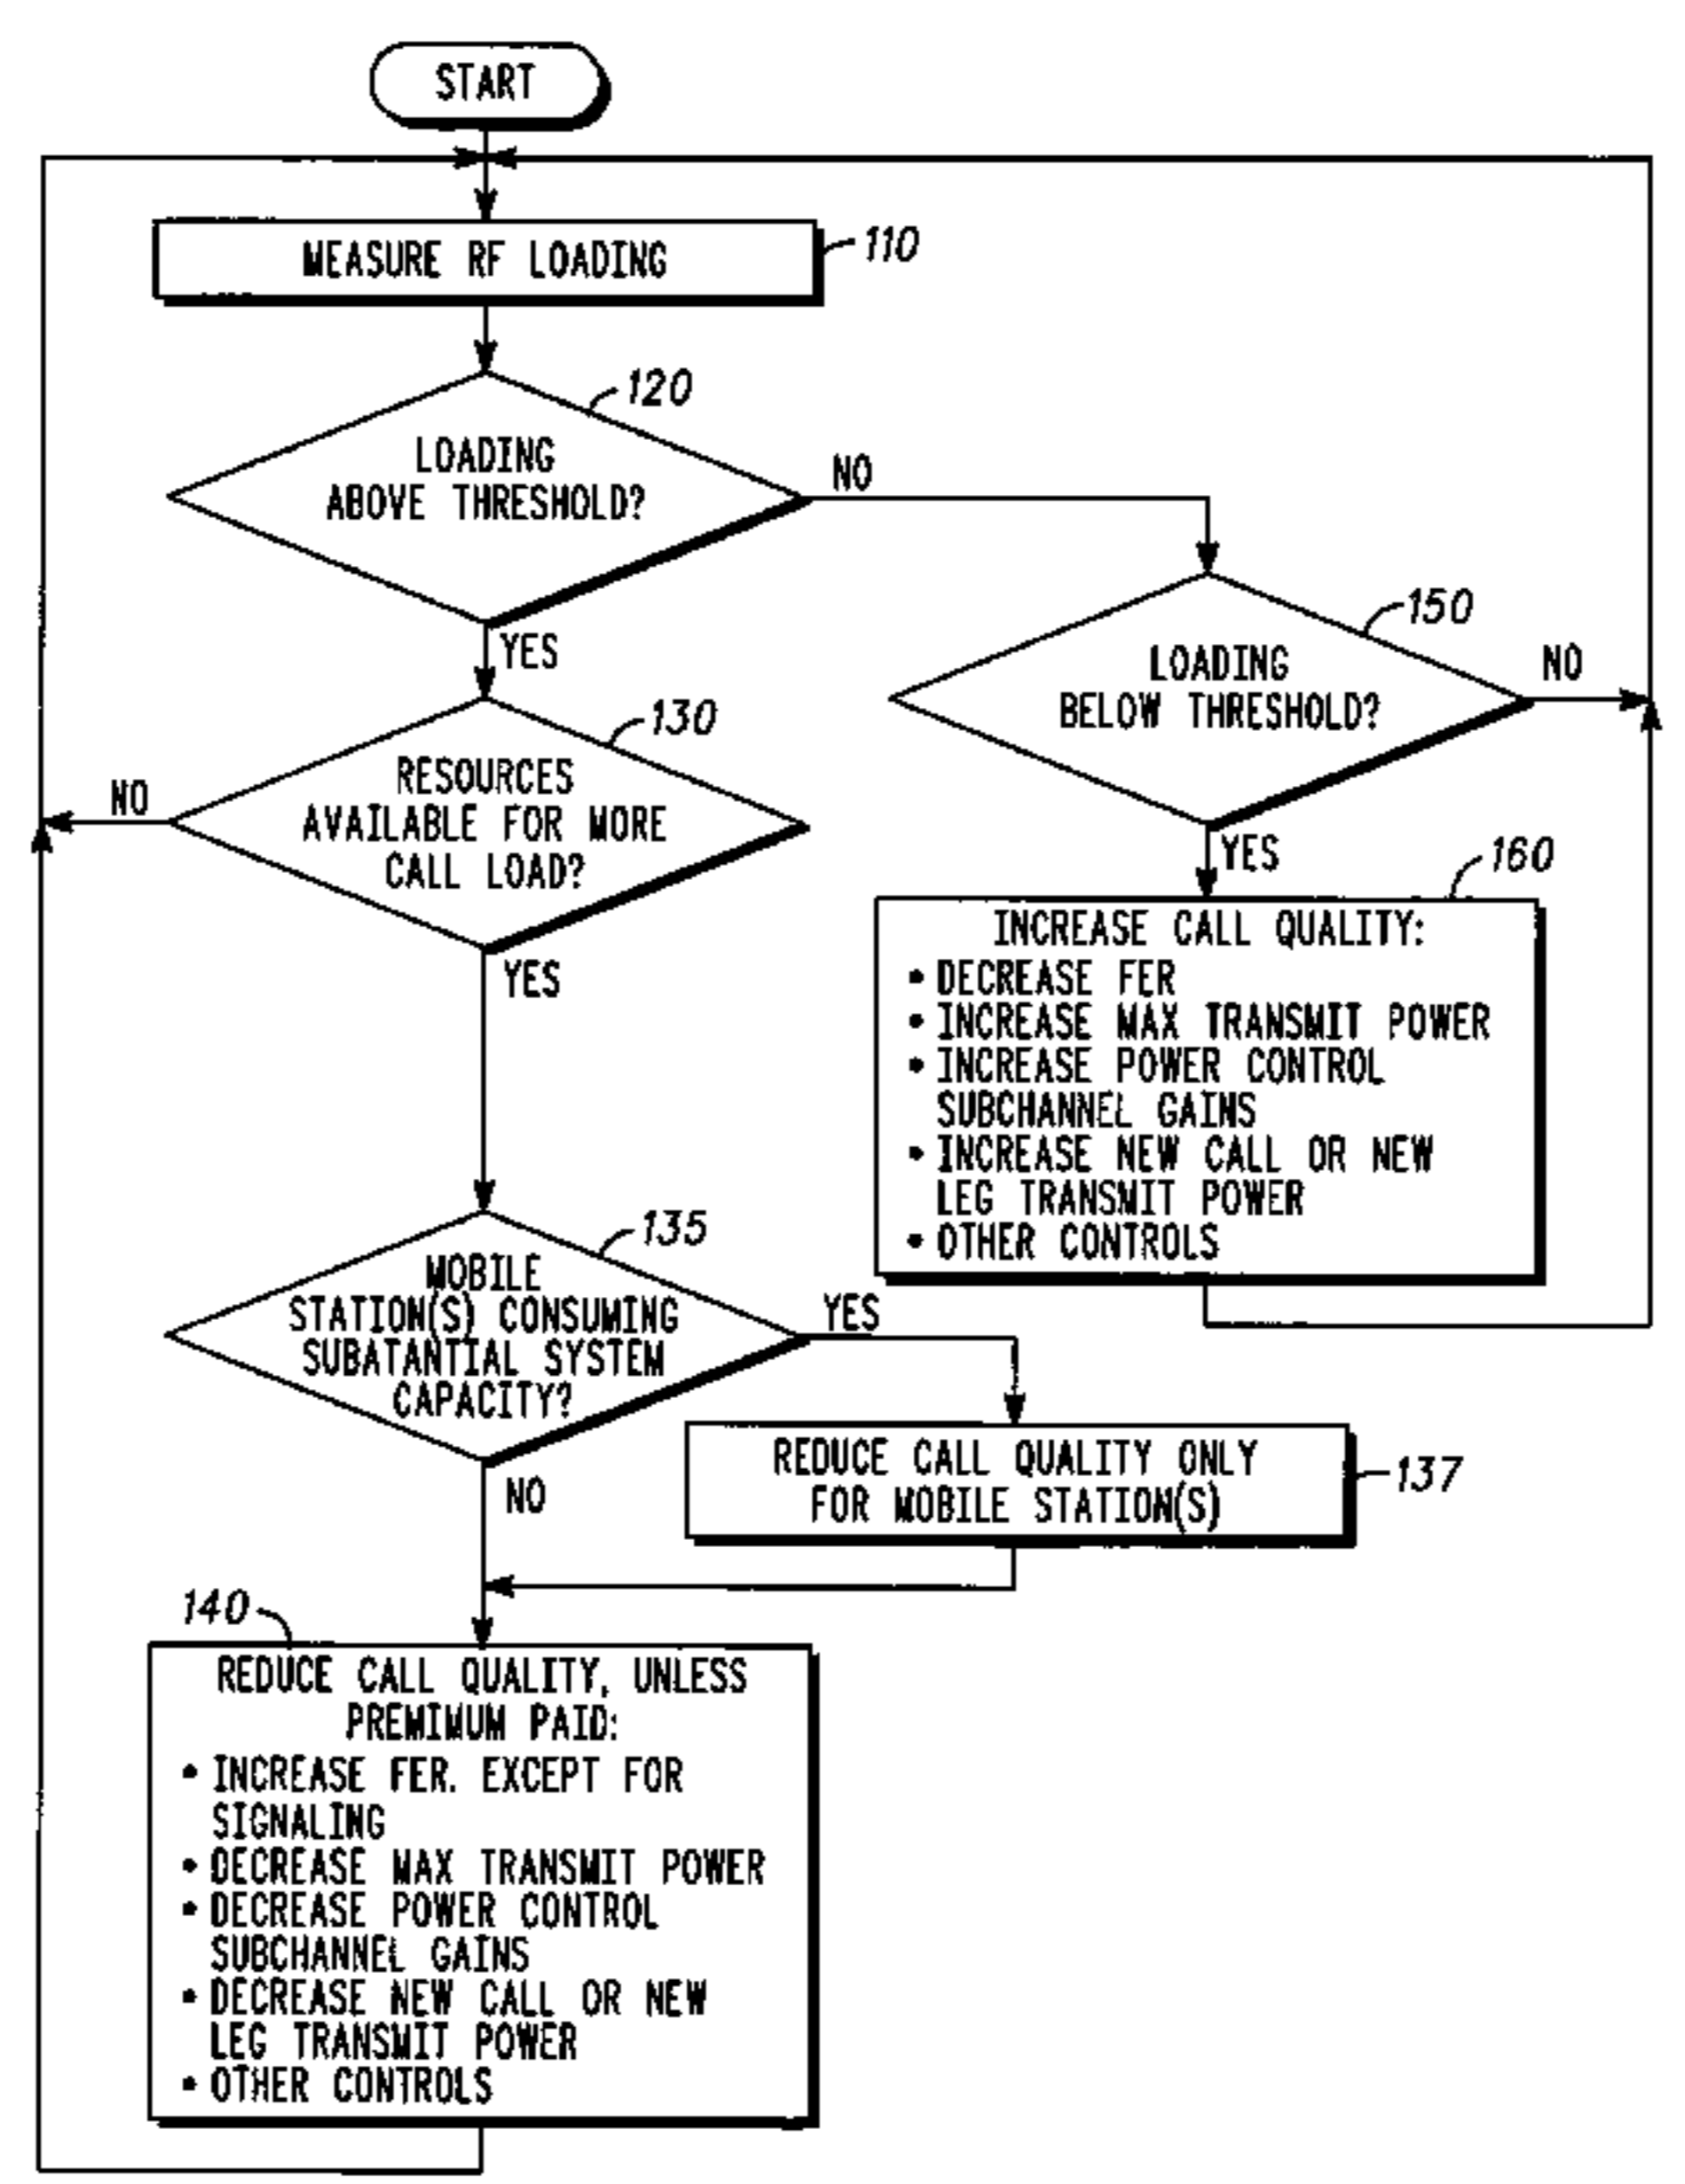 START
MEASURE RF LOADING
110
120
LOADING
ABOVE THRESHOLD?
NO
YES
150
LOADING
BELOW THRESHOLD?
NO
YES
130
RESOURCES
AVAILABLE FOR MORE
CALL LOAD?
NO
YES
160
INCREASE CALL QUALITY:
• DECREASE FER
• INCREASE MAX TRANSMIT POWER
• INCREASE POWER CONTROL
SUBCHANNEL GAINS
• INCREASE NEW CALL OR NEW
LEG TRANSMIT POWER
• OTHER CONTROLS
135
MOBILE
STATION(S) CONSUMING
SUBATANTIAL SYSTEM
CAPACITY?
YES
NO
REDUCE CALL QUALITY ONLY
FOR MOBILE STATION(S)
137
140
REDUCE CALL QUALITY, UNLESS
PREMIMUM PAID:
• INCREASE FER. EXCEPT FOR
SIGNALING
• DECREASE MAX TRANSMIT POWER
• DECREASE POWER CONTROL
SUBCHANNEL GAINS
• DECREASE NEW CALL OR NEW
LEG TRANSMIT POWER
• OTHER CONTROLS